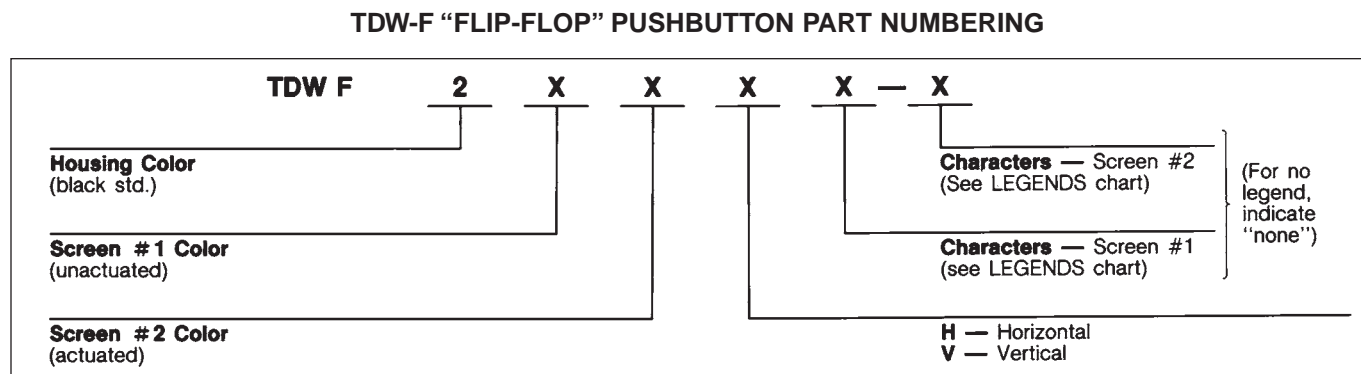 TDW-F “FLIP-FLOP” PUSHBUTTON PART NUMBERING
TDW F 2 X X X X — X
Housing Color
(black std.)
Characters — Screen #2
(See LEGENDS chart)
(For no
legend,
indicate
“none”)
Screen #1 Color
(unactuated)
Characters — Screen #1
(see LEGENDS chart)
Screen #2 Color
(actuated)
H — Horizontal
V — Vertical